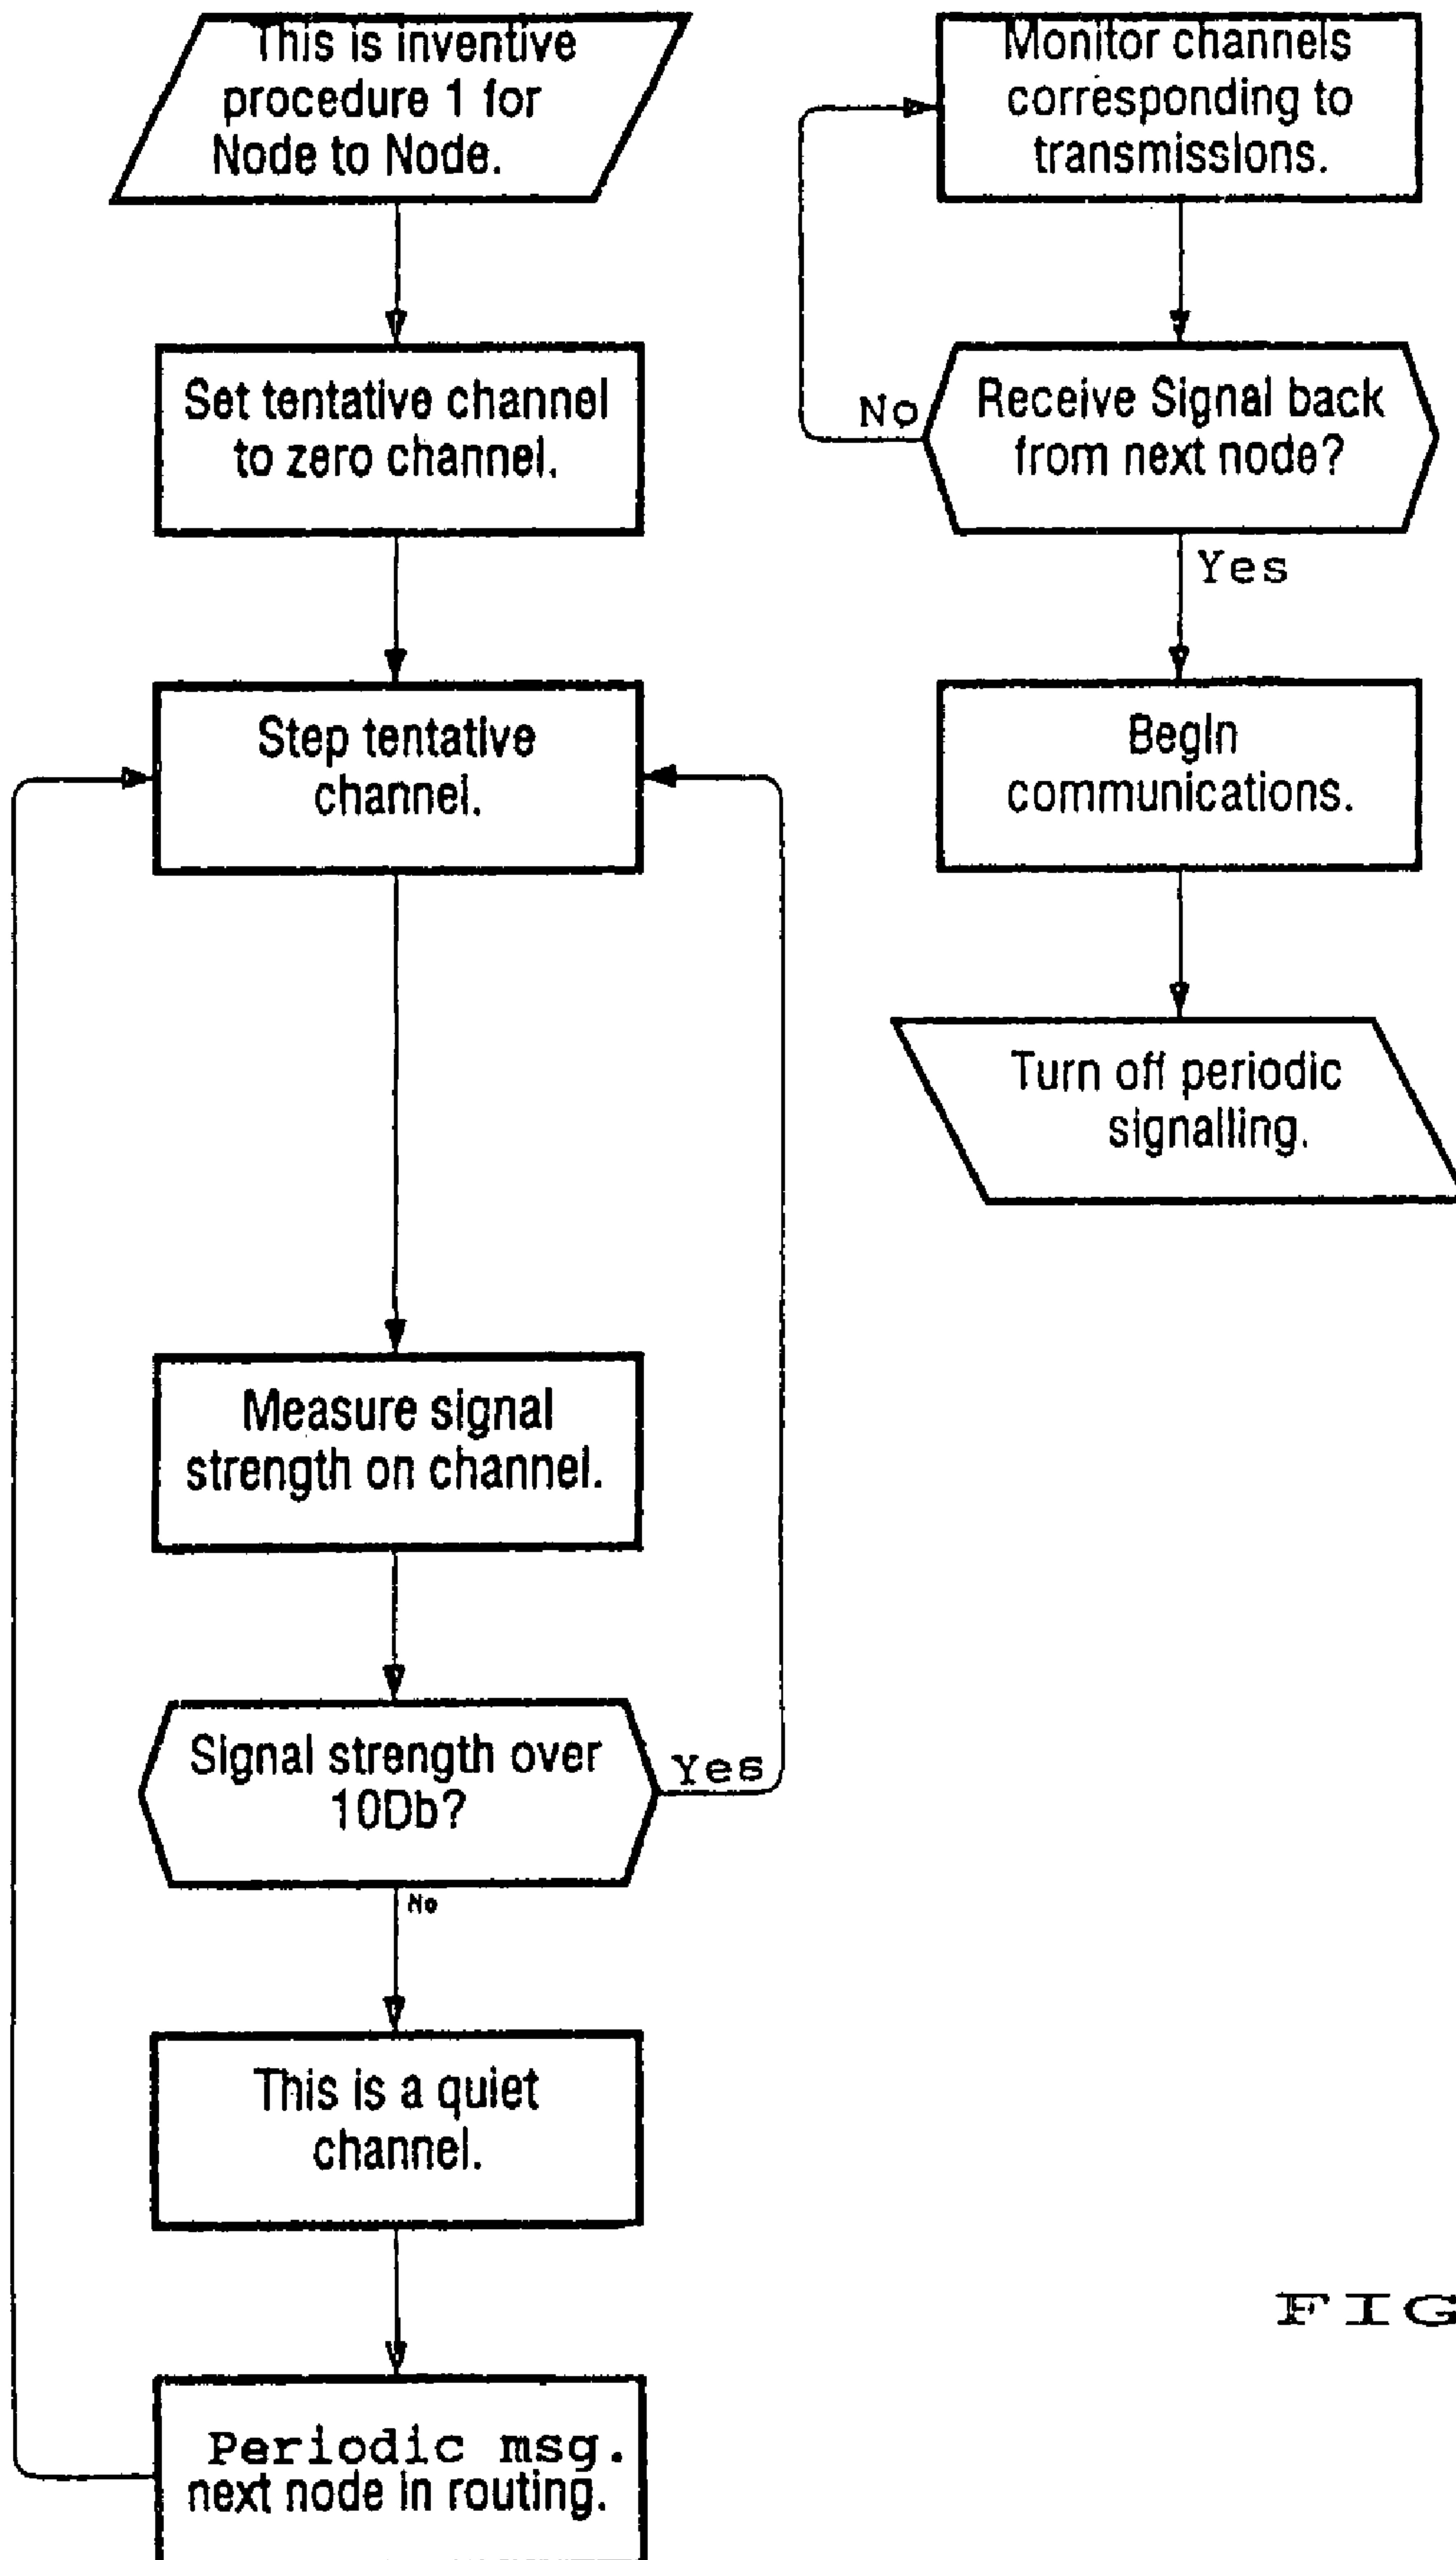 This is inventive
procedure 1 for
Node to Node.
Set tentative channel
to zero channel.
Step tentative
channel.
Measure signal
strength on channel.
Signal strength over
10Db?
Yes
No
This is a quiet
channel.
Periodic msg.
next node in routing.
Monitor channels
corresponding to
transmissions.
Receive Signal back
from next node?
No
Yes
Begin
communications.
Turn off periodic
signalling.
FIG